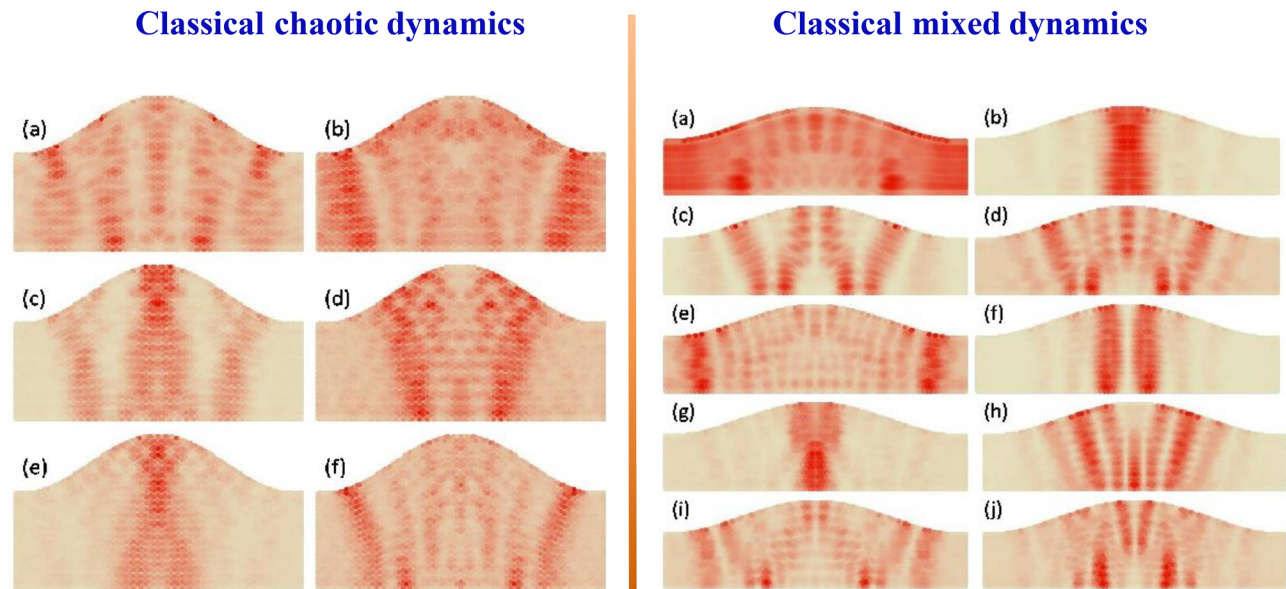 Classical chaotic dynamics
(a) (b)
(c) (d)
(e) (f)
Classical mixed dynamics
(a) (b)
(c) (d)
(e) (f)
(g) (h)
(i) (j)